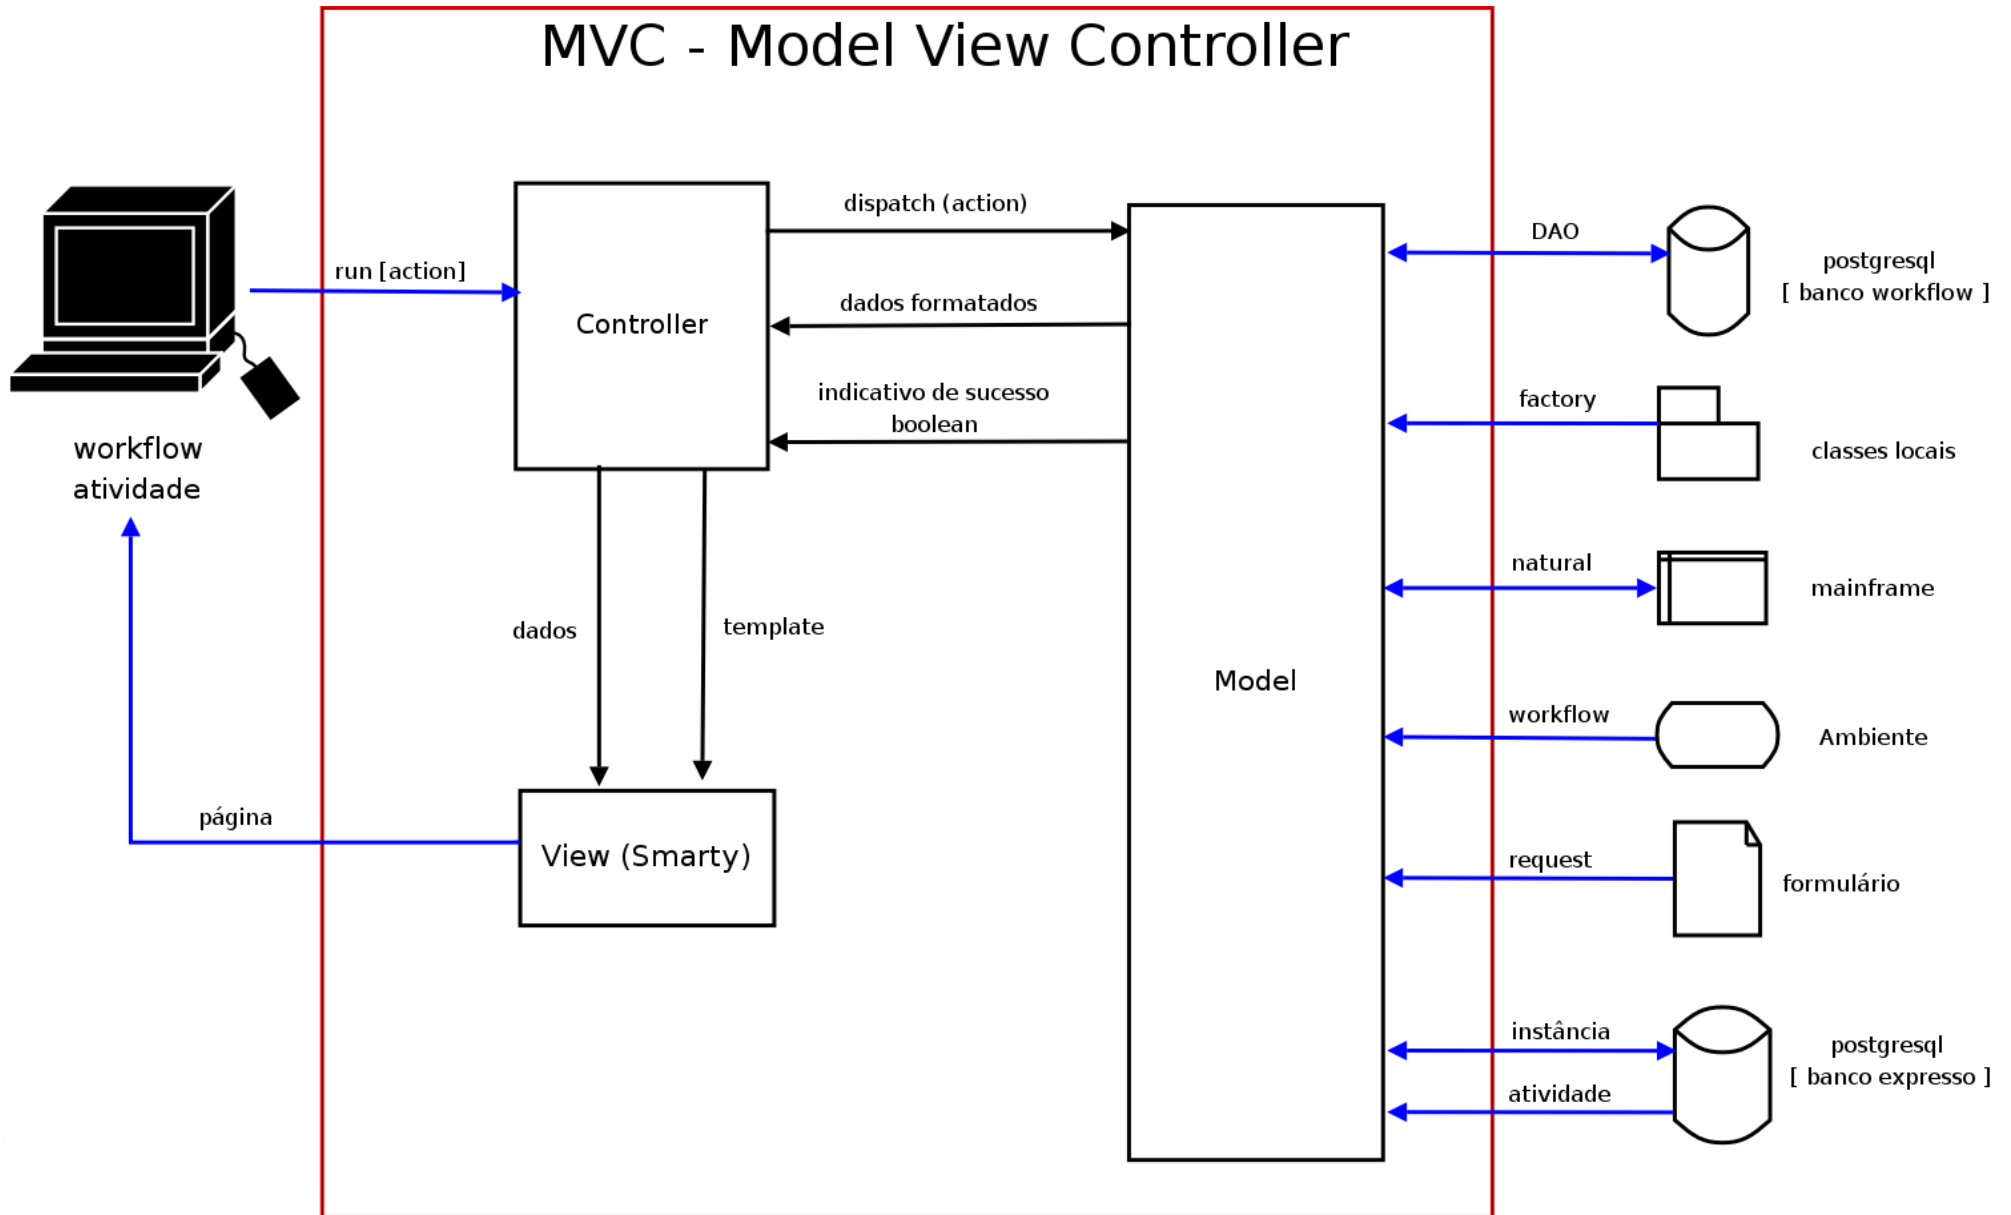 MVC - Model View Controller
dispatch (action)
run [action]
Controller
dados formatados
indicativo de sucesso
boolean
workflow
atividade
dados
template
View (Smarty)
página
Model
DAO
postgresql
[ banco workflow ]
factory
classes locais
natural
mainframe
workflow
Ambiente
request
formulário
instância
atividade
postgresql
[ banco expresso ]